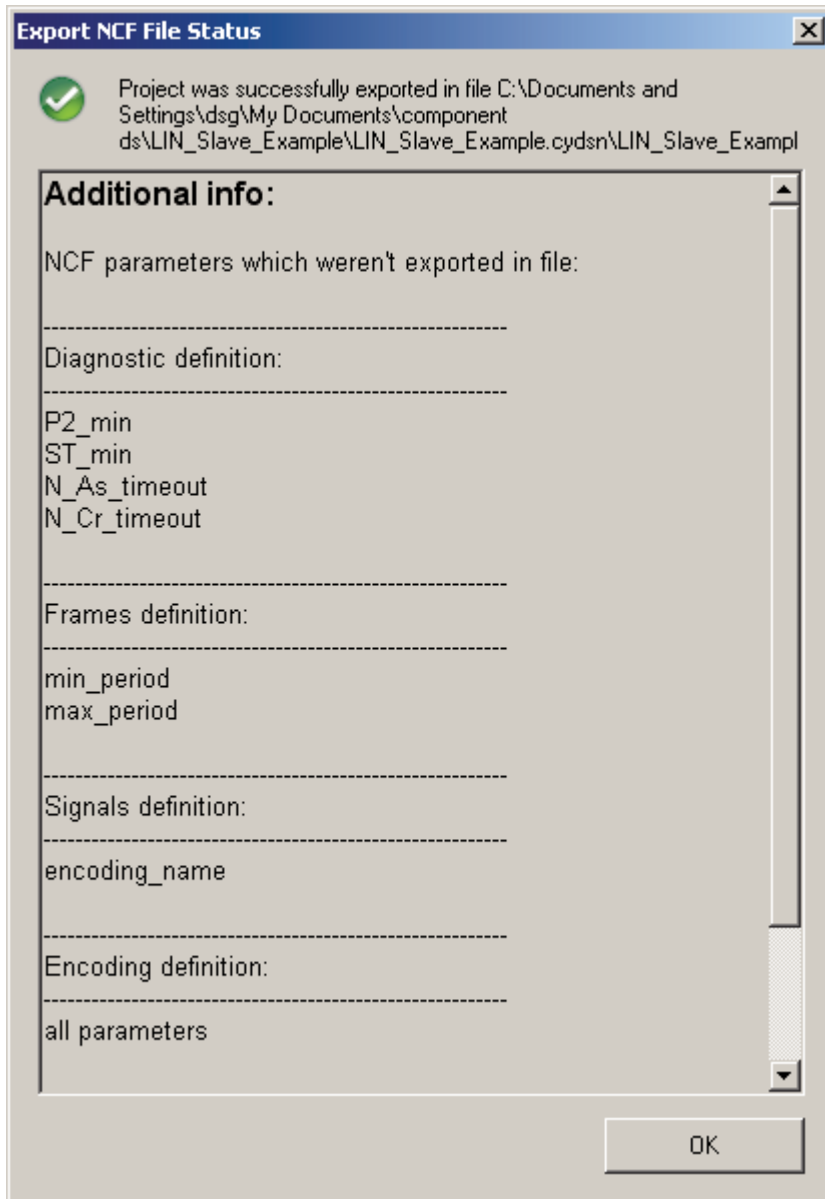 Export NCF File Status
Project was successfully exported in file C:\Documents and
Settings\dsg\My Documents\component
ds\LIN_Slave_Example\LIN_Slave_Example.cydsn\LIN_Slave_Exampl
Additional info:
NCF parameters which weren't exported in file:
----------------------------------------------------------
Diagnostic definition:
----------------------------------------------------------
P2_min
ST_min
N_As_timeout
N_Cr_timeout
----------------------------------------------------------
Frames definition:
----------------------------------------------------------
min_period
max_period
----------------------------------------------------------
Signals definition:
----------------------------------------------------------
encoding_name
----------------------------------------------------------
Encoding definition:
----------------------------------------------------------
all parameters
OK